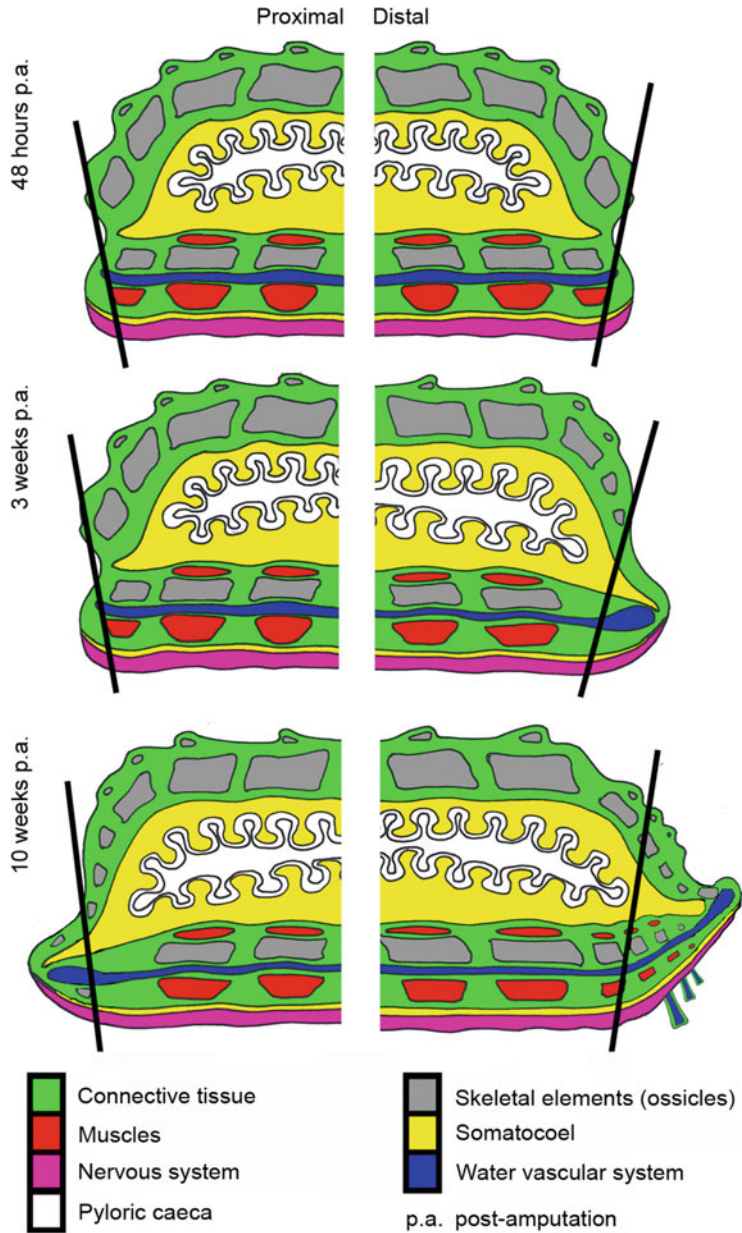 Proximal Distal
48 hours p.a.
3 weeks p.a.
10 weeks p.a.
Connective tissue
Muscles
Nervous system
Pyloric caeca
Skeletal elements (ossicles)
Somatocoel
Water vascular system
p.a. post-amputation